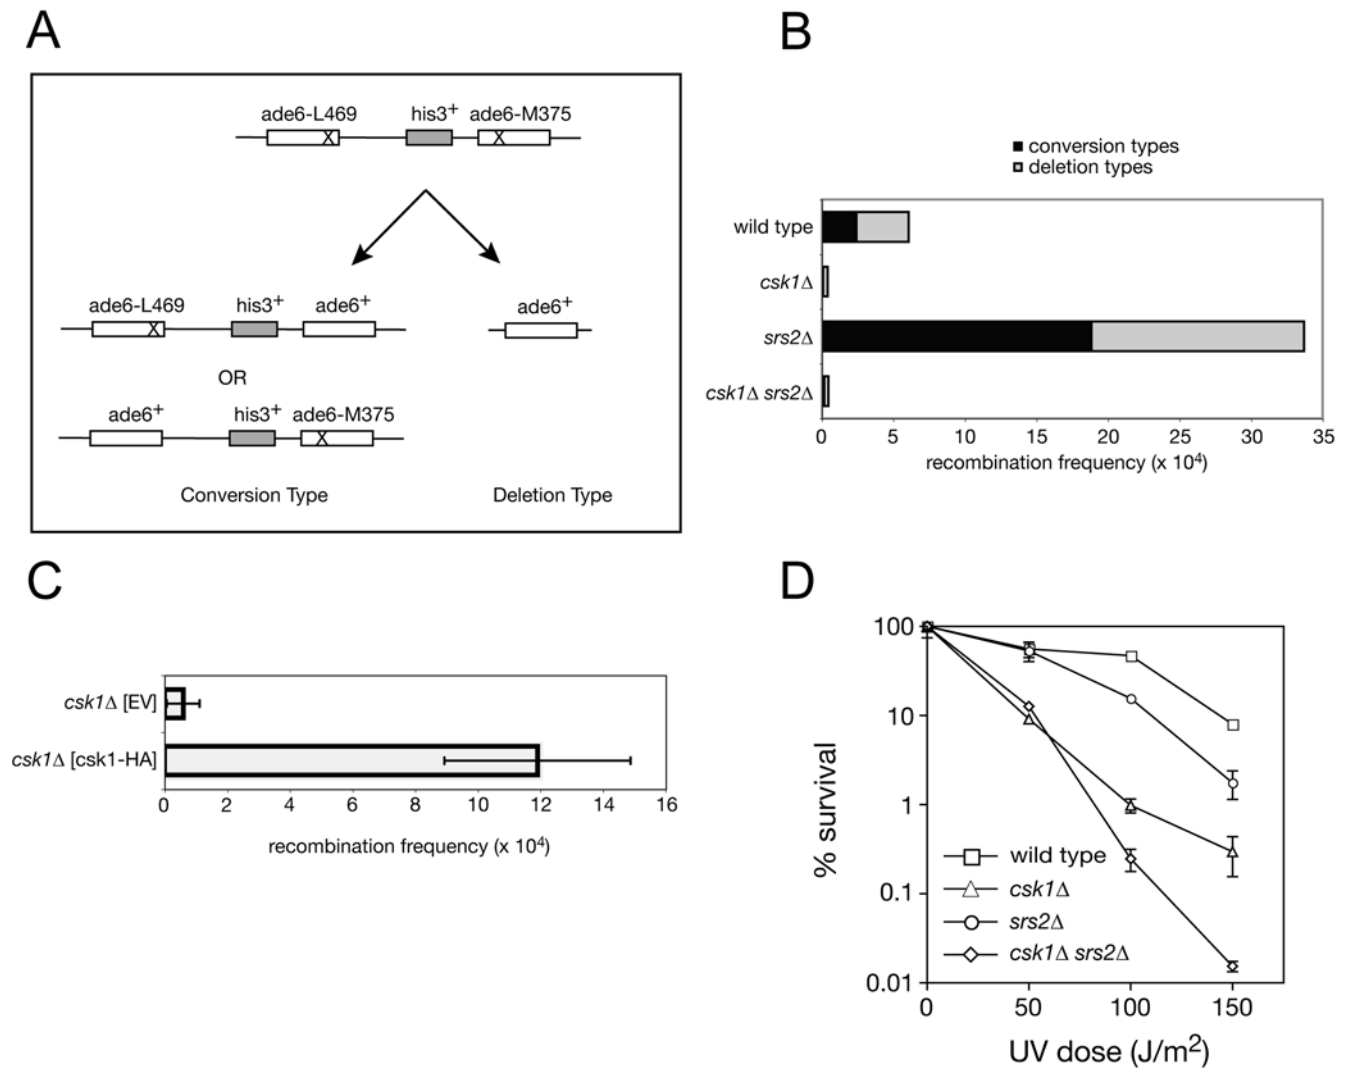 A
ade6-L469 his3+ ade6-M375
ade6-L469 his3+ ade6+
ade6+
OR
ade6+ his3+ ade6-M375
Conversion Type Deletion Type
B
conversion types
deletion types
wild type
csk1Δ
srs2Δ
csk1Δ srs2Δ
0 5 10 15 20 25 30 35
recombination frequency (x 10⁴)
C
csk1Δ [EV]
csk1Δ [csk1-HA]
0 2 4 6 8 10 12 14 16
recombination frequency (x 10⁴)
D
100
10
1
0.1
0.01
% survival
wild type
csk1Δ
srs2Δ
csk1Δ srs2Δ
0 50 100 150
UV dose (J/m²)